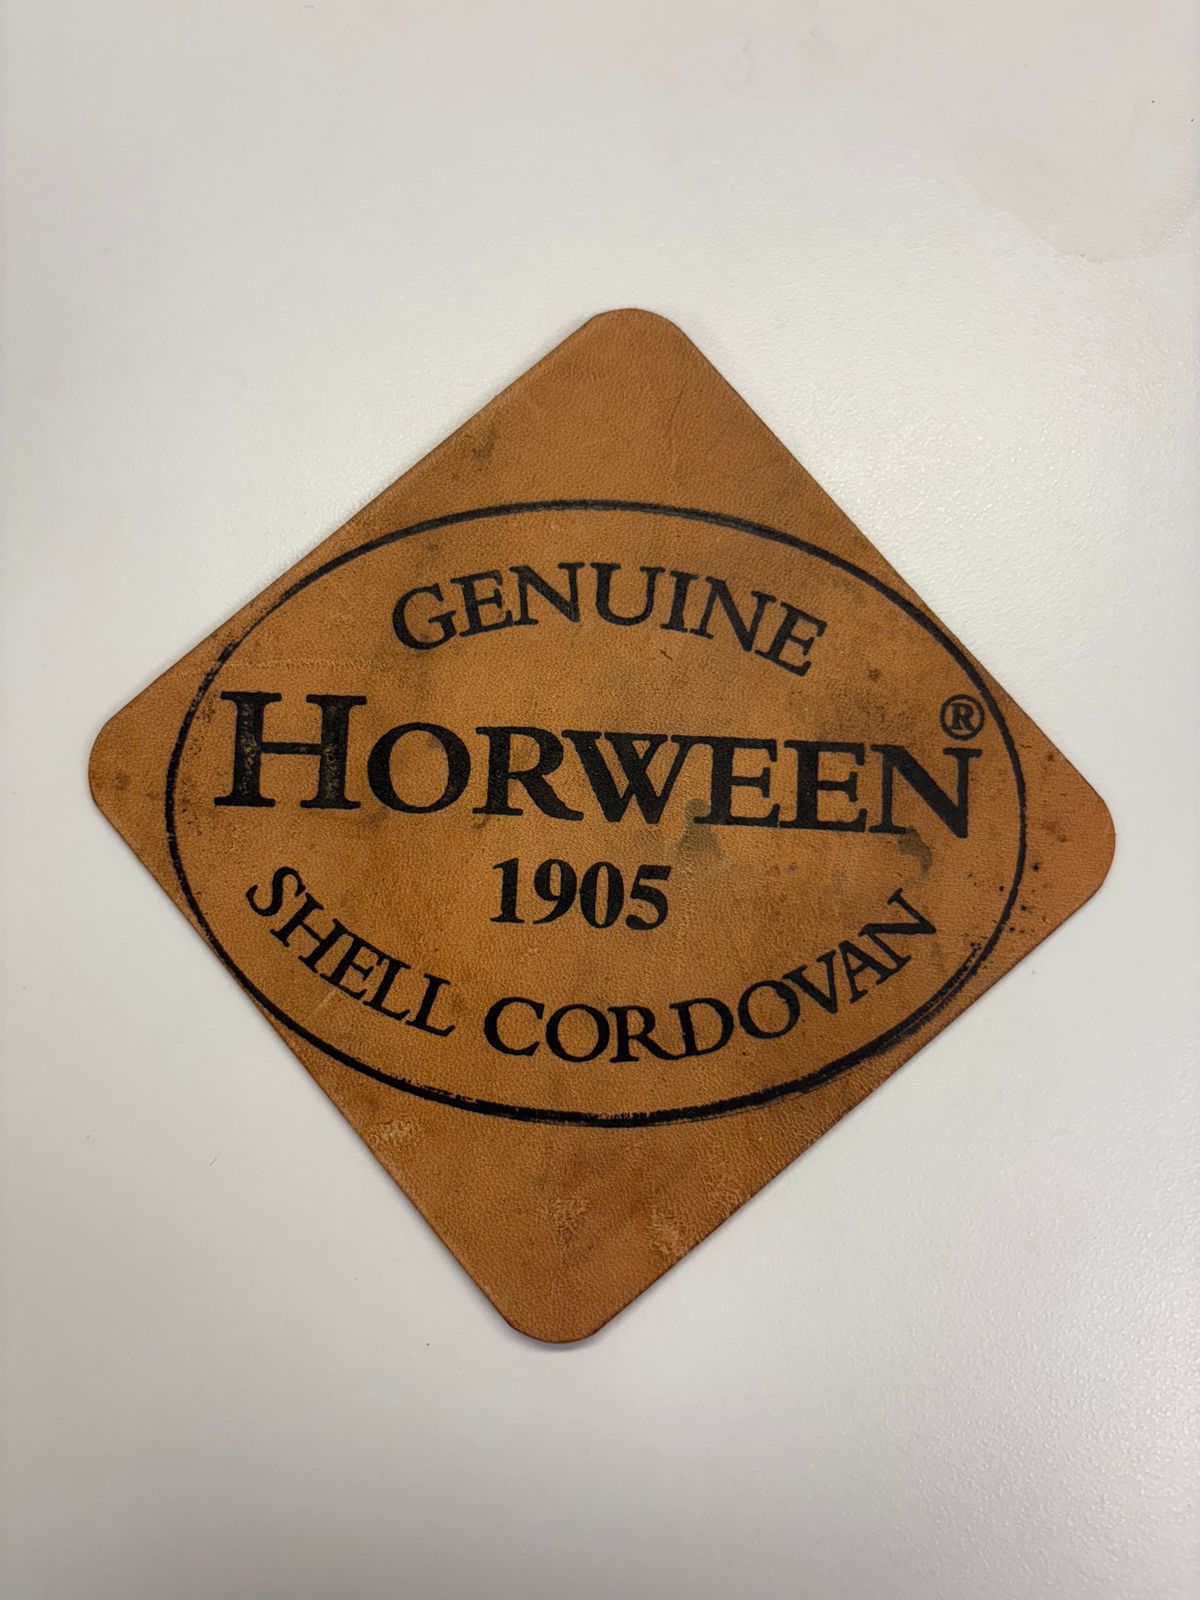 GENUINE
HORWEEN®
1905
SHELL CORDOVAN